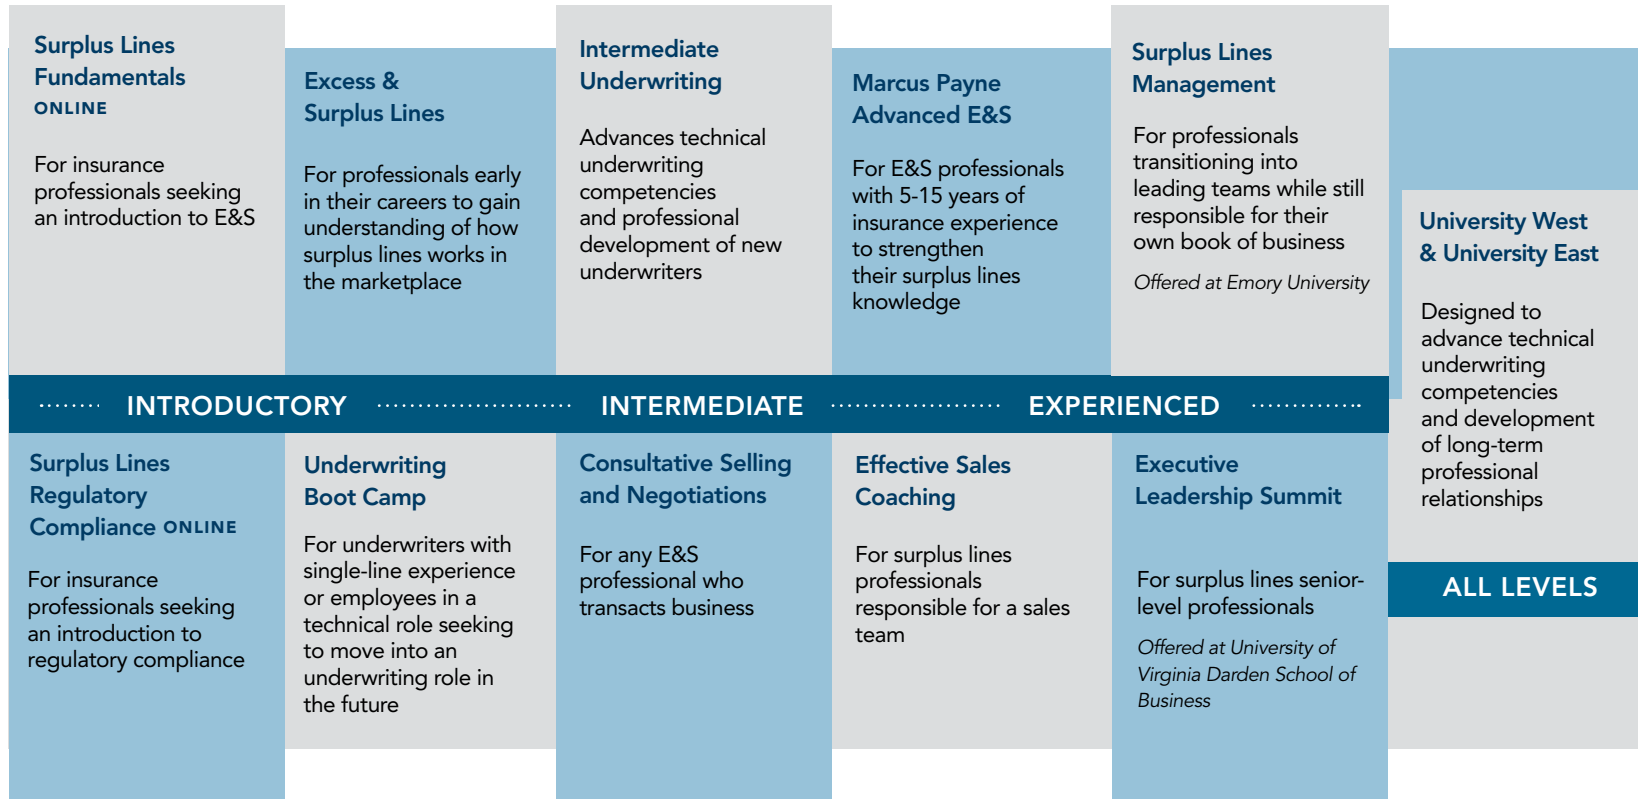 Surplus Lines
Fundamentals
ONLINE
For insurance
professionals seeking
an introduction to E&S
Excess &
Surplus Lines
For professionals early
in their careers to gain
understanding of how
surplus lines works in
the marketplace
Intermediate
Underwriting
Advances technical
underwriting
competencies
and professional
development of new
underwriters
Marcus Payne
Advanced E&S
For E&S professionals
with 5-15 years of
insurance experience
to strengthen
their surplus lines
knowledge
Surplus Lines
Management
For professionals
transitioning into
leading teams while still
responsible for their
own book of business
Offered at Emory University
University West
& University East
Designed to
advance technical
underwriting
competencies
and development
of long-term
professional
relationships
INTRODUCTORY
INTERMEDIATE
EXPERIENCED
ALL LEVELS
Surplus Lines
Regulatory
Compliance ONLINE
For insurance
professionals seeking
an introduction to
regulatory compliance
Underwriting
Boot Camp
For underwriters with
single-line experience
or employees in a
technical role seeking
to move into an
underwriting role in
the future
Consultative Selling
and Negotiations
For any E&S
professional who
transacts business
Effective Sales
Coaching
For surplus lines
professionals
responsible for a sales
team
Executive
Leadership Summit
For surplus lines senior-
level professionals
Offered at University of
Virginia Darden School of
Business